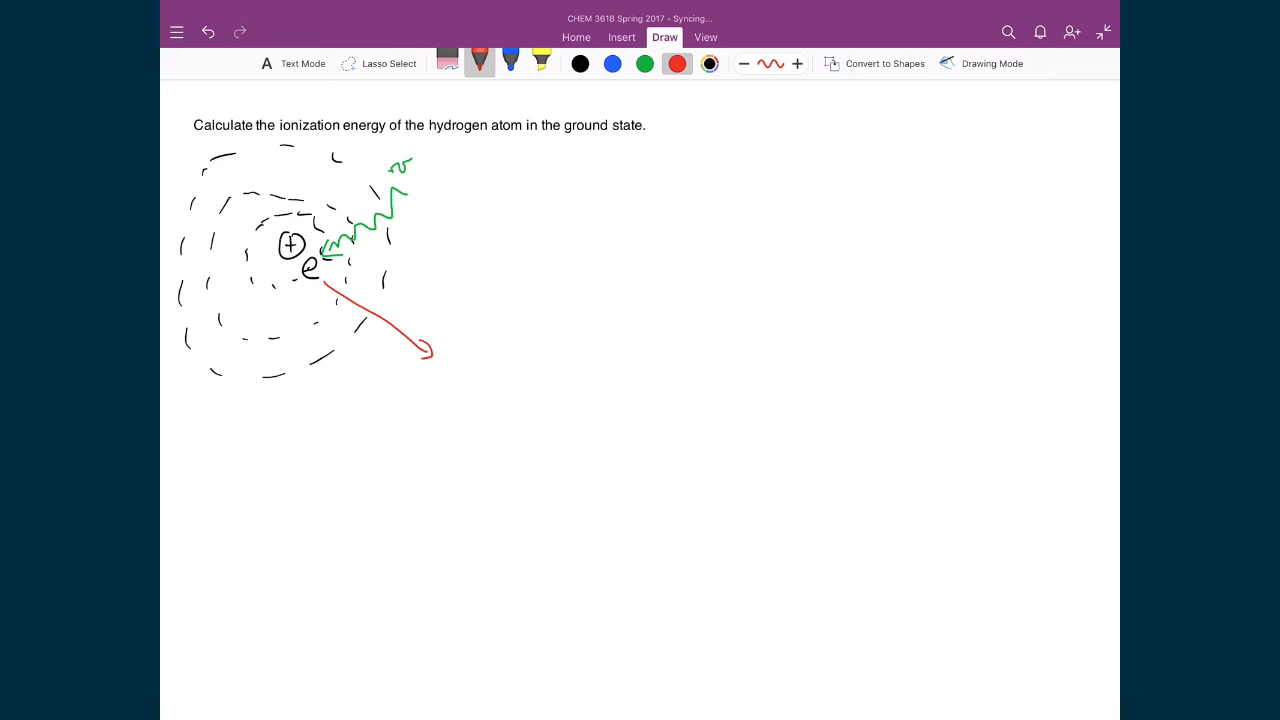 CHEM 361B Spring 2017 - Syncing...
Home Insert Draw View
A Text Mode Lasso Select Convert to Shapes Drawing Mode
Calculate the ionization energy of the hydrogen atom in the ground state.
+
e-